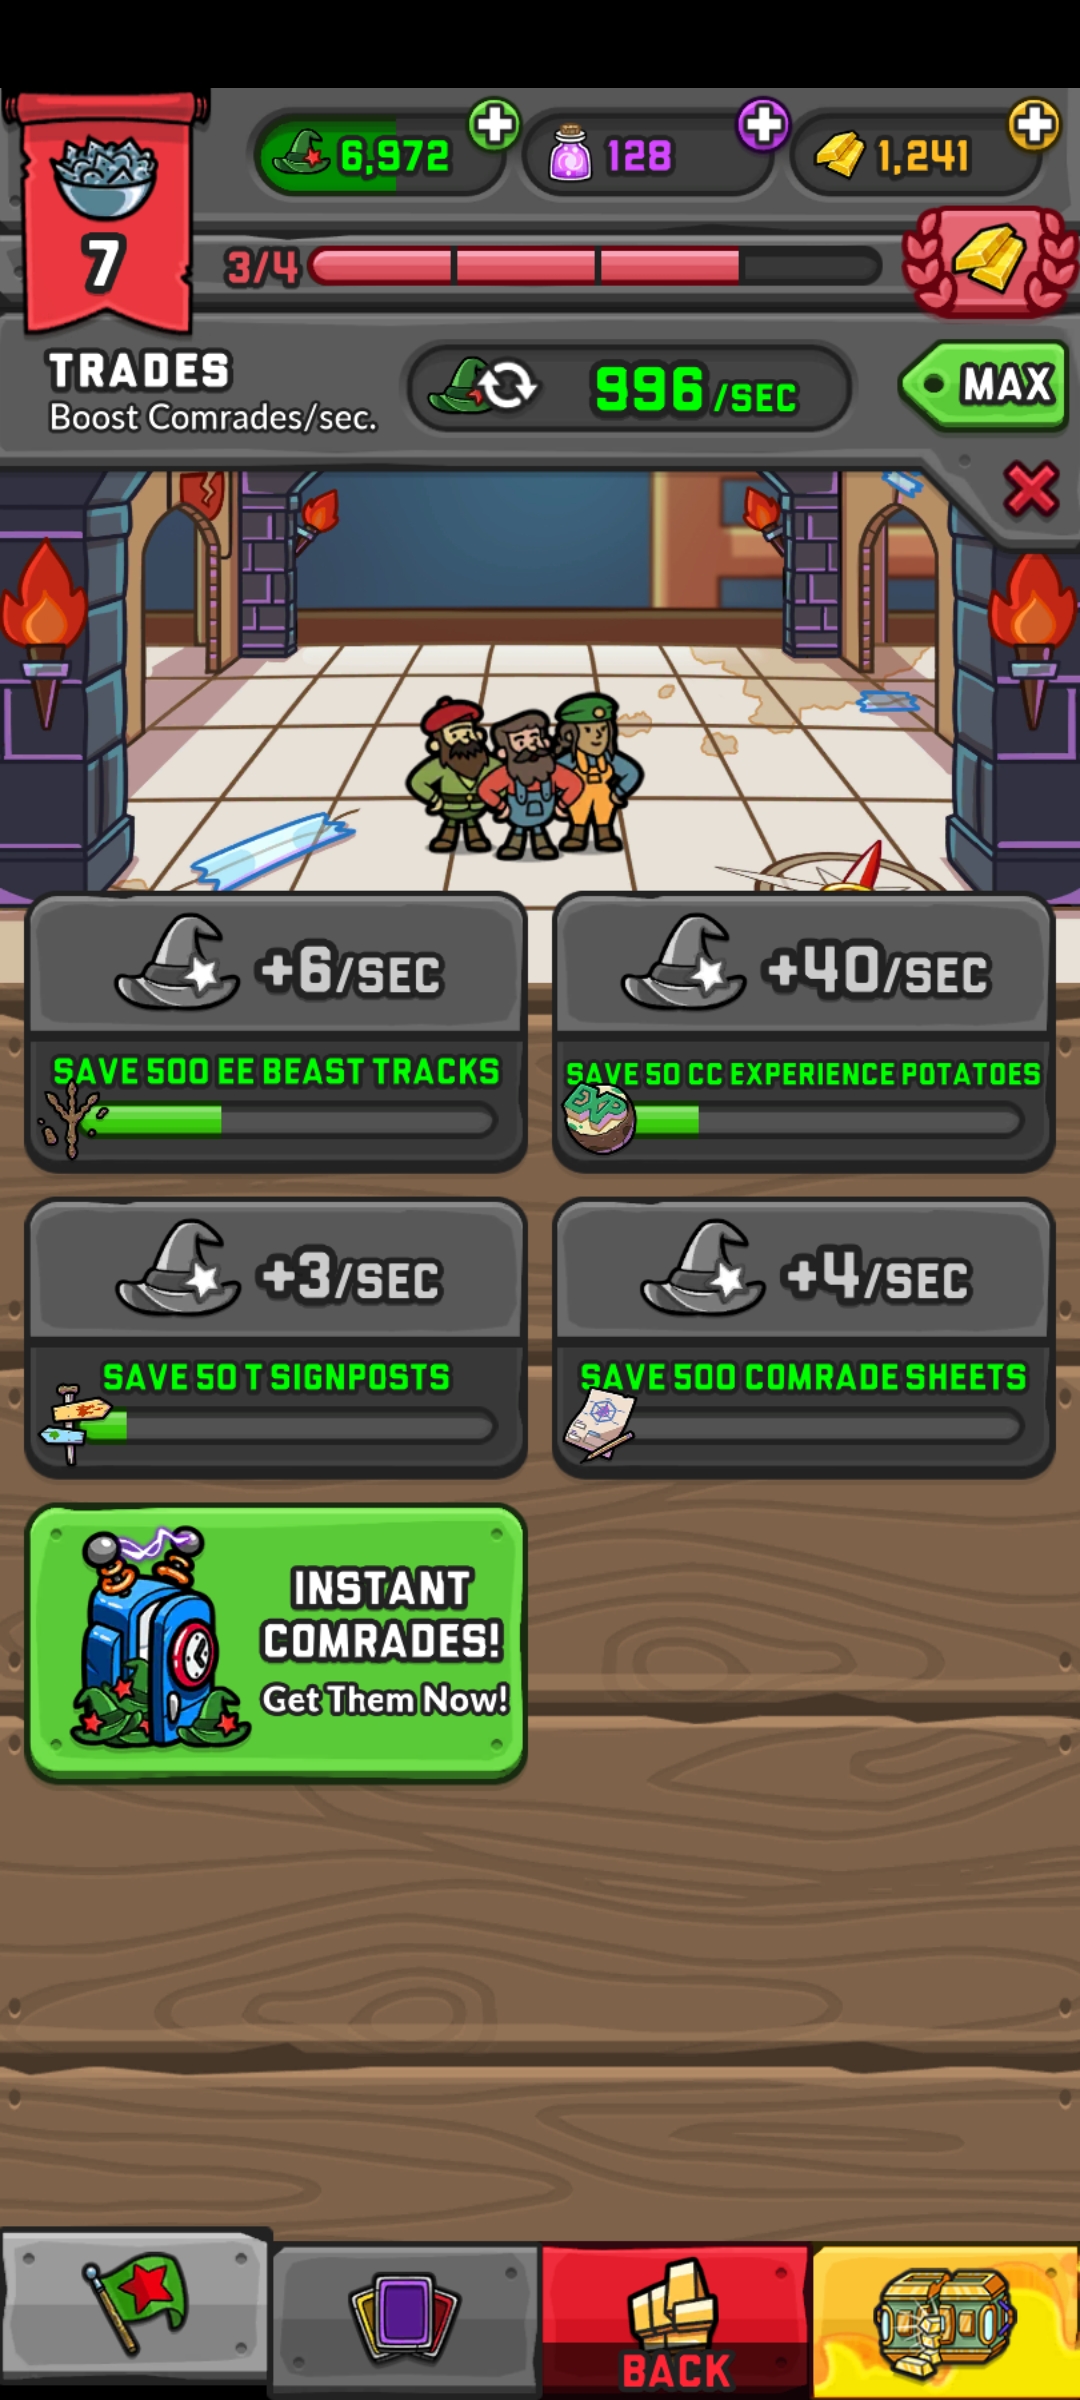 6,972
128
1,241
7
3/4
TRADES
Boost Comrades/sec.
996/SEC
MAX
+6/SEC
SAVE 500 EE BEAST TRACKS
+40/SEC
SAVE 50 CC EXPERIENCE POTATOES
EXP
+3/SEC
SAVE 50 T SIGNPOSTS
+4/SEC
SAVE 500 COMRADE SHEETS
INSTANT
COMRADES!
Get Them Now!
BACK